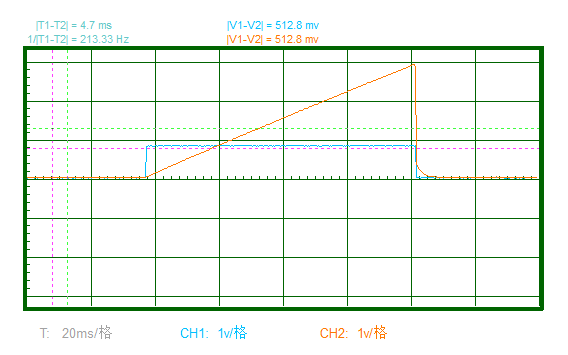 |T1-T2| = 4.7 ms |V1-V2| = 512.8 mv
1/|T1-T2| = 213.33 Hz |V1-V2| = 512.8 mv
T: 20ms/格 CH1: 1v/格 CH2: 1v/格